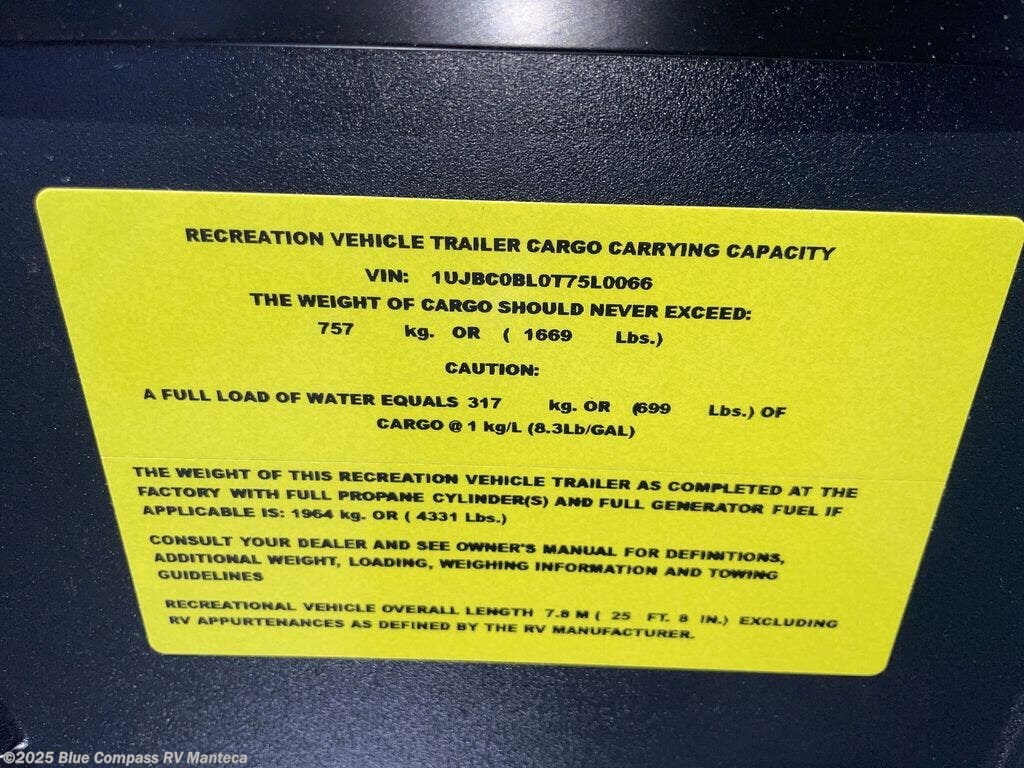 RECREATION VEHICLE TRAILER CARGO CARRYING CAPACITY
VIN: 1UJBC0BL0T75L0066
THE WEIGHT OF CARGO SHOULD NEVER EXCEED:
757 kg. OR ( 1669 Lbs.)
CAUTION:
A FULL LOAD OF WATER EQUALS 317 kg. OR (699 Lbs.) OF
CARGO @ 1 kg/L (8.3Lb/GAL)
THE WEIGHT OF THIS RECREATION VEHICLE TRAILER AS COMPLETED AT THE
FACTORY WITH FULL PROPANE CYLINDER(S) AND FULL GENERATOR FUEL IF
APPLICABLE IS: 1964 kg. OR ( 4331 Lbs.)
CONSULT YOUR DEALER AND SEE OWNER'S MANUAL FOR DEFINITIONS,
ADDITIONAL WEIGHT, LOADING, WEIGHING INFORMATION AND TOWING
GUIDELINES
RECREATIONAL VEHICLE OVERALL LENGTH 7.8 M ( 25 FT. 8 IN.) EXCLUDING
RV APPURTENANCES AS DEFINED BY THE RV MANUFACTURER.
©2025 Blue Compass RV Manteca